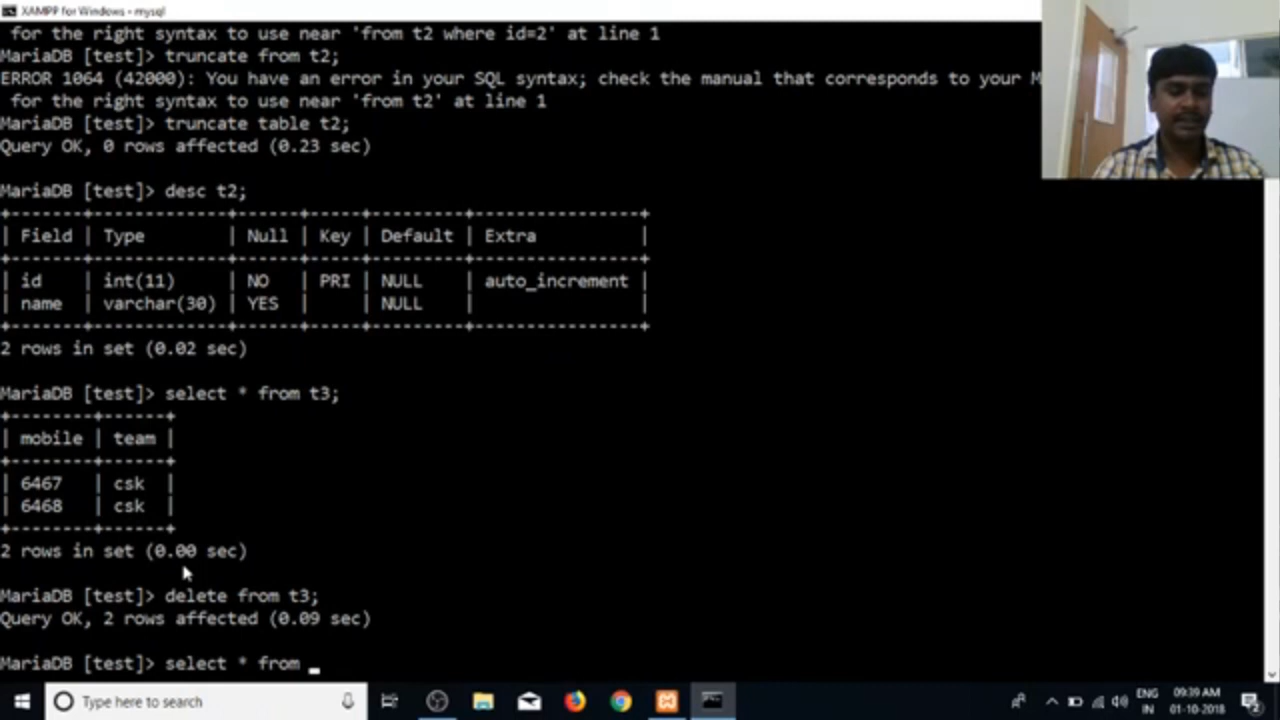 XAMPP for Windows - mysql
for the right syntax to use near 'from t2 where id=2' at line 1
MariaDB [test]> truncate from t2;
ERROR 1064 (42000): You have an error in your SQL syntax; check the manual that corresponds to your M
for the right syntax to use near 'from t2' at line 1
MariaDB [test]> truncate table t2;
Query OK, 0 rows affected (0.23 sec)
MariaDB [test]> desc t2;
+--------+-------------+------+-----+---------+----------------+
| Field | Type | Null | Key | Default | Extra |
+--------+-------------+------+-----+---------+----------------+
| id | int(11) | NO | PRI | NULL | auto_increment |
| name | varchar(30) | YES | | NULL | |
+--------+-------------+------+-----+---------+----------------+
2 rows in set (0.02 sec)
MariaDB [test]> select * from t3;
+--------+------+
| mobile | team |
+--------+------+
| 6467 | csk |
| 6468 | csk |
+--------+------+
2 rows in set (0.00 sec)
MariaDB [test]> delete from t3;
Query OK, 2 rows affected (0.09 sec)
MariaDB [test]> select * from _
Type here to search
ENG
IN
09:39 AM
01-10-2018
2